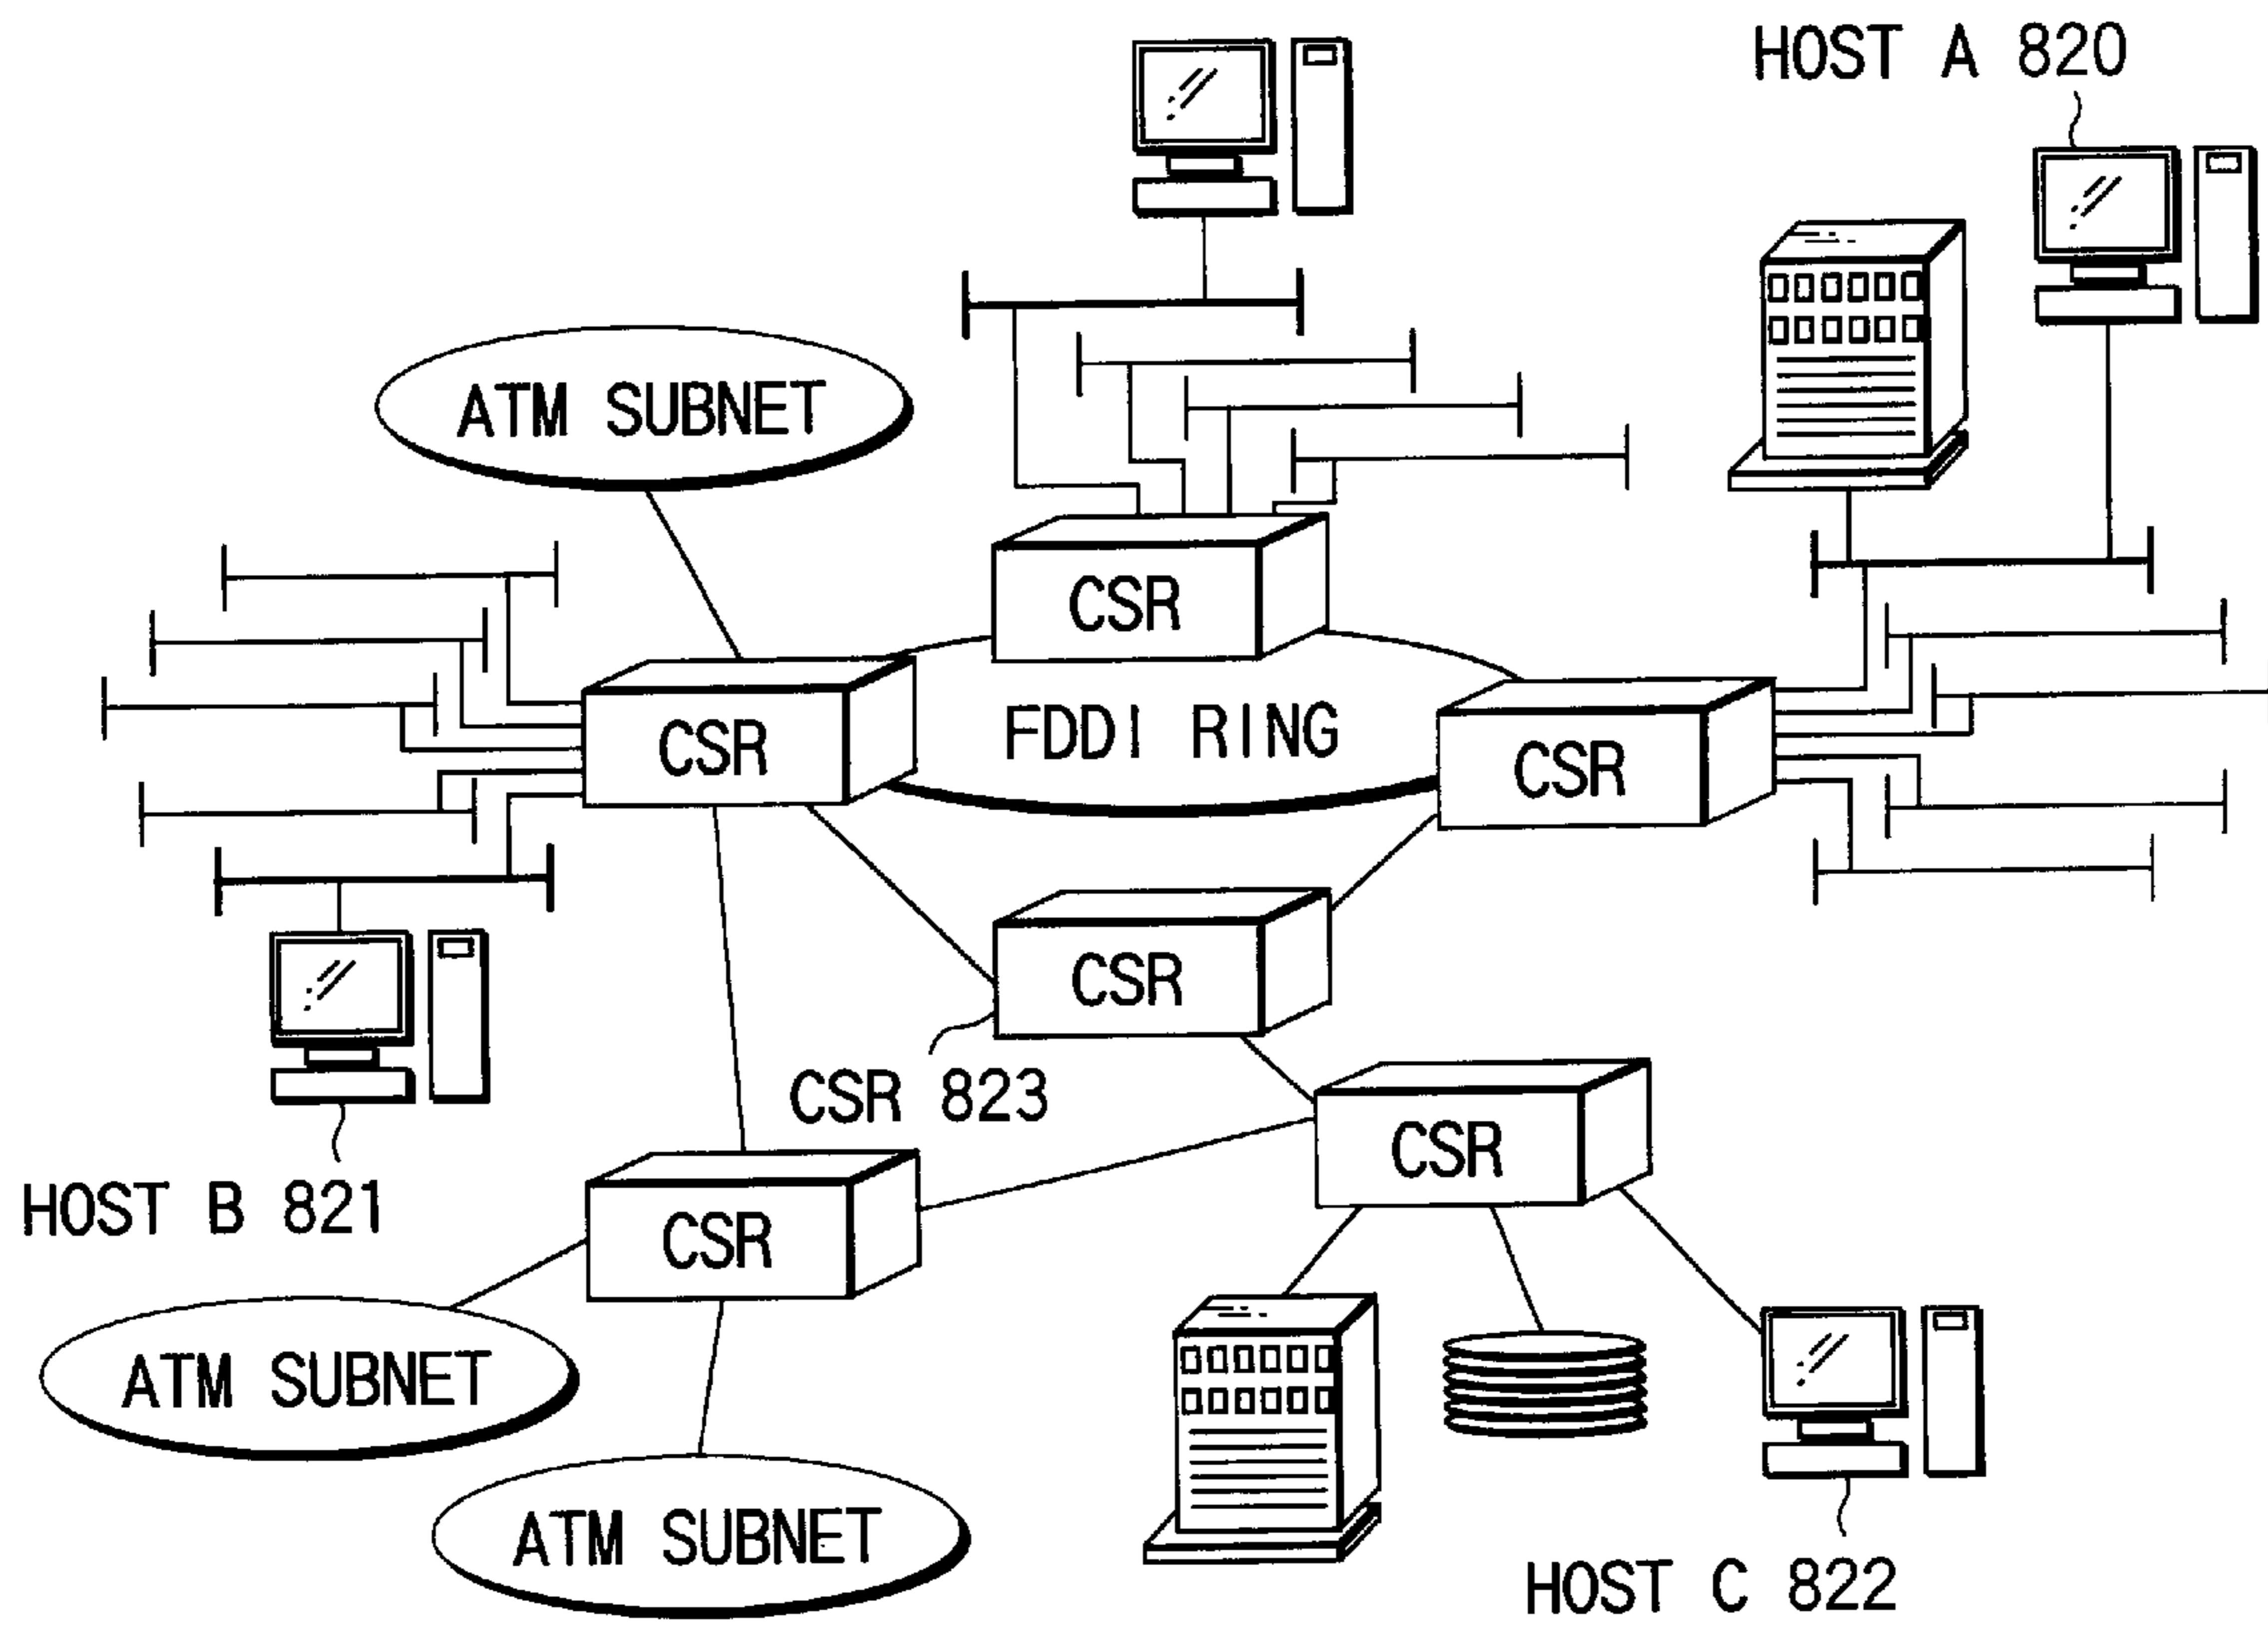 HOST A 820
ATM SUBNET
CSR
CSR
FDDI RING
CSR
CSR
CSR 823
CSR
HOST B 821
CSR
ATM SUBNET
ATM SUBNET
HOST C 822